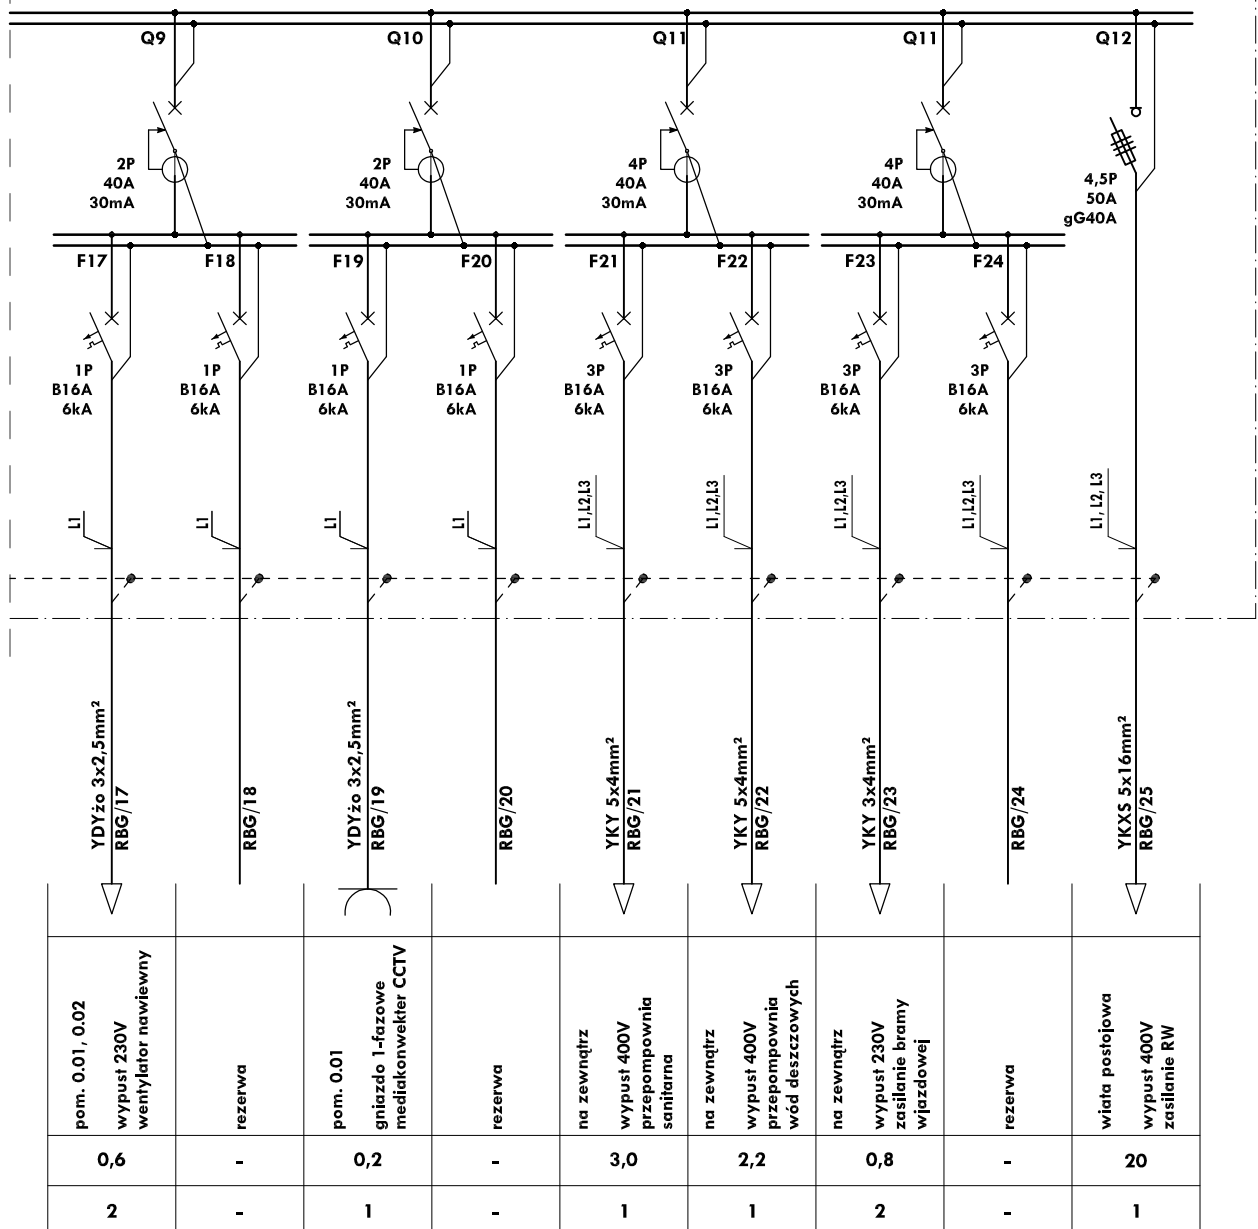 Q9
Q10
Q11
Q11
Q12
2P
40A
30mA
2P
40A
30mA
4P
40A
30mA
4P
40A
30mA
4,5P
50A
gG40A
F17
F18
F19
F20
F21
F22
F23
F24
1P
B16A
6kA
1P
B16A
6kA
1P
B16A
6kA
1P
B16A
6kA
3P
B16A
6kA
3P
B16A
6kA
3P
B16A
6kA
3P
B16A
6kA
L1
L1
L1
L1
L1,L2,L3
L1,L2,L3
L1,L2,L3
L1,L2,L3
L1, L2, L3
YDYżo 3x2,5mm²
RBG/17
RBG/18
YDYżo 3x2,5mm²
RBG/19
RBG/20
YKY 5x4mm²
RBG/21
YKY 5x4mm²
RBG/22
YKY 3x4mm²
RBG/23
RBG/24
YKXS 5x16mm²
RBG/25
pom. 0.01, 0.02
wypust 230V
wentylator nawiewny
rezerwa
pom. 0.01
gniazdo 1-fazowe
mediakonwekter CCTV
rezerwa
na zewnątrz
wypust 400V
przepompownia
sanitarna
na zewnątrz
wypust 400V
przepompownia
wód deszczowych
na zewnątrz
wypust 230V
zasilanie bramy
wjazdowej
rezerwa
wiata postojowa
wypust 400V
zasilanie RW
0,6
-
0,2
-
3,0
2,2
0,8
-
20
2
-
1
-
1
1
2
-
1